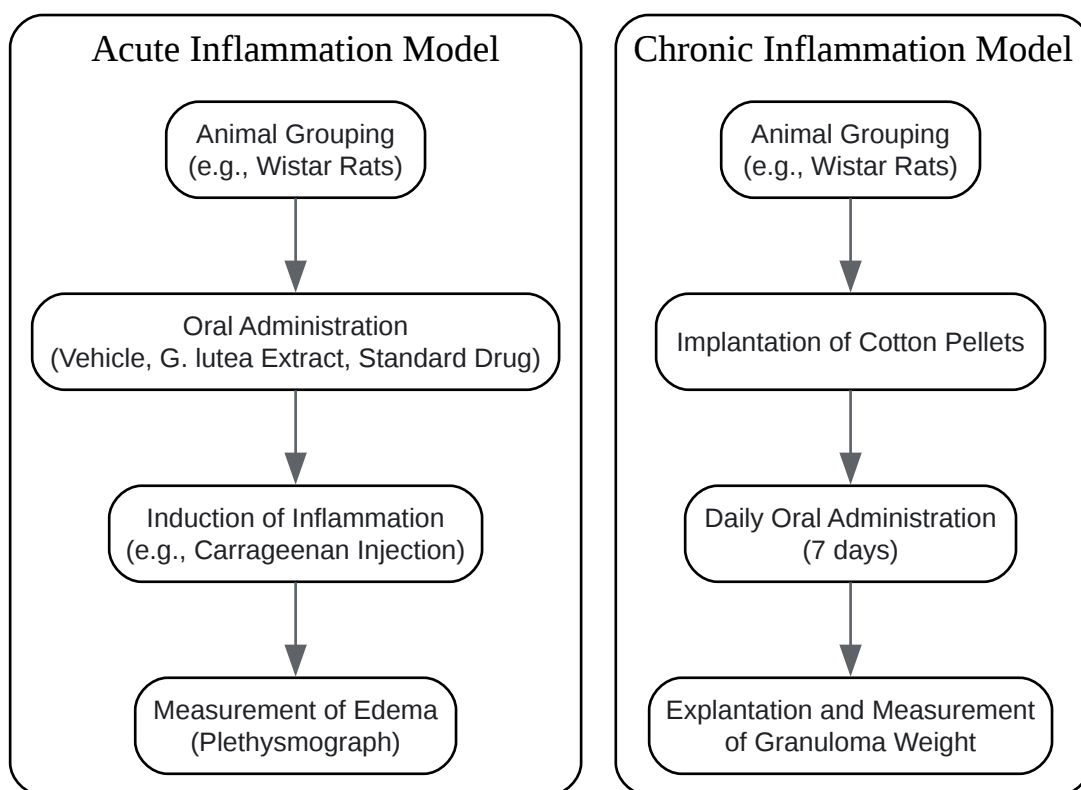 Acute Inflammation Model
Animal Grouping
(e.g., Wistar Rats)
Oral Administration
(Vehicle, G. lutea Extract, Standard Drug)
Induction of Inflammation
(e.g., Carrageenan Injection)
Measurement of Edema
(Plethysmograph)
Chronic Inflammation Model
Animal Grouping
(e.g., Wistar Rats)
Implantation of Cotton Pellets
Daily Oral Administration
(7 days)
Explantation and Measurement
of Granuloma Weight